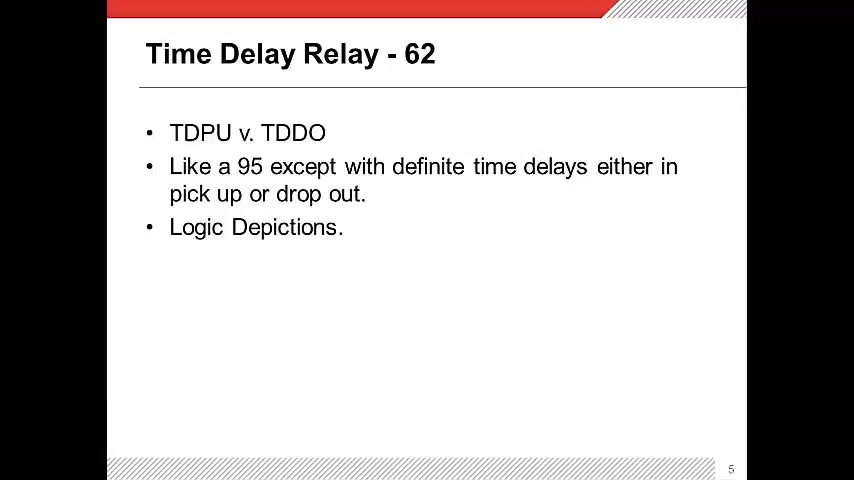 Time Delay Relay - 62
• TDPU v. TDDO
• Like a 95 except with definite time delays either in
pick up or drop out.
• Logic Depictions.
5